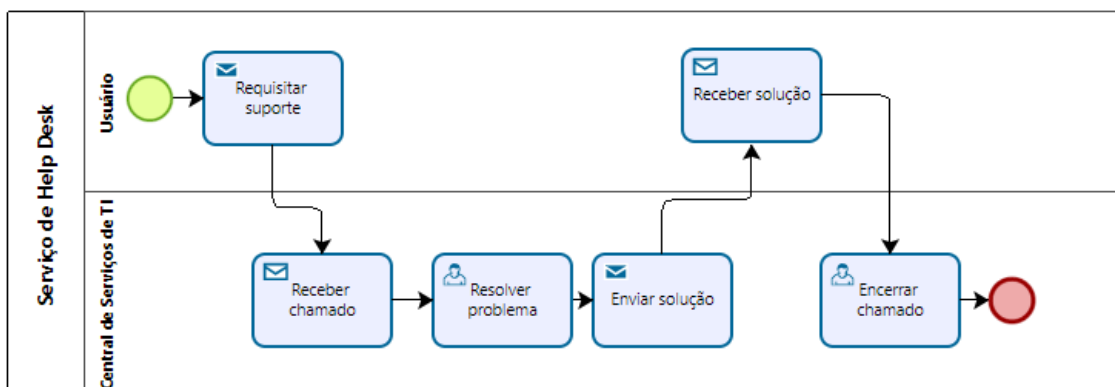 Serviço de Help Desk
Usuário
Requisitar
suporte
Receber solução
Central de Serviços de TI
Receber
chamado
Resolver
problema
Enviar solução
Encerrar
chamado